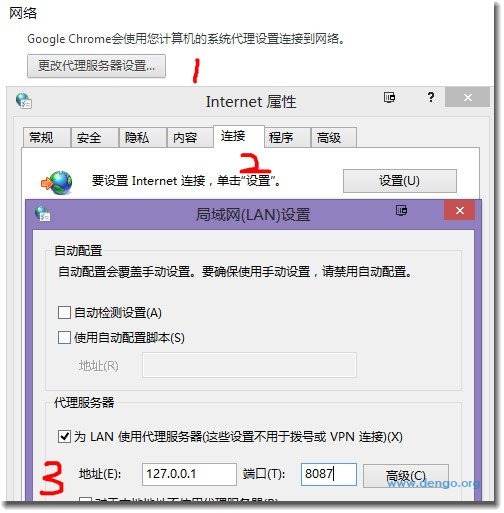 网络
Google Chrome会使用您计算机的系统代理设置连接到网络。
更改代理服务器设置...
1
Internet 属性
?
常规 安全 隐私 内容 连接 程序 高级
2
要设置 Internet 连接，单击"设置"。 设置(U)
局域网(LAN)设置
自动配置
自动配置会覆盖手动设置。要确保使用手动设置，请禁用自动配置。
自动检测设置(A)
使用自动配置脚本(S)
地址(R)
代理服务器
为 LAN 使用代理服务器(这些设置不用于拨号或 VPN 连接)(X)
3 地址(E): 127.0.0.1 端口(T): 8087 高级(C)
www.dengo.org